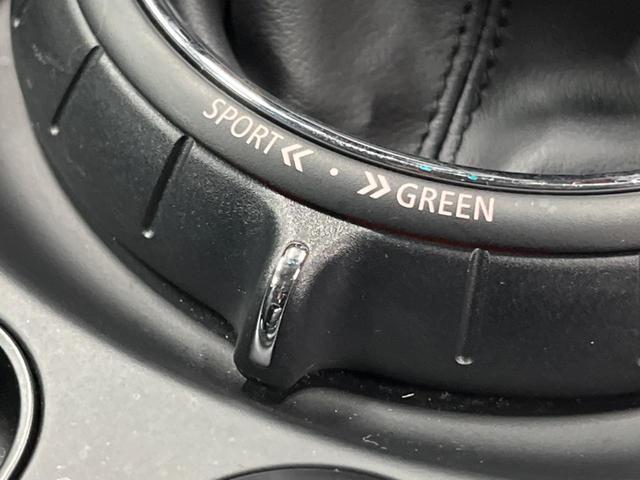 SPORT « · » GREEN